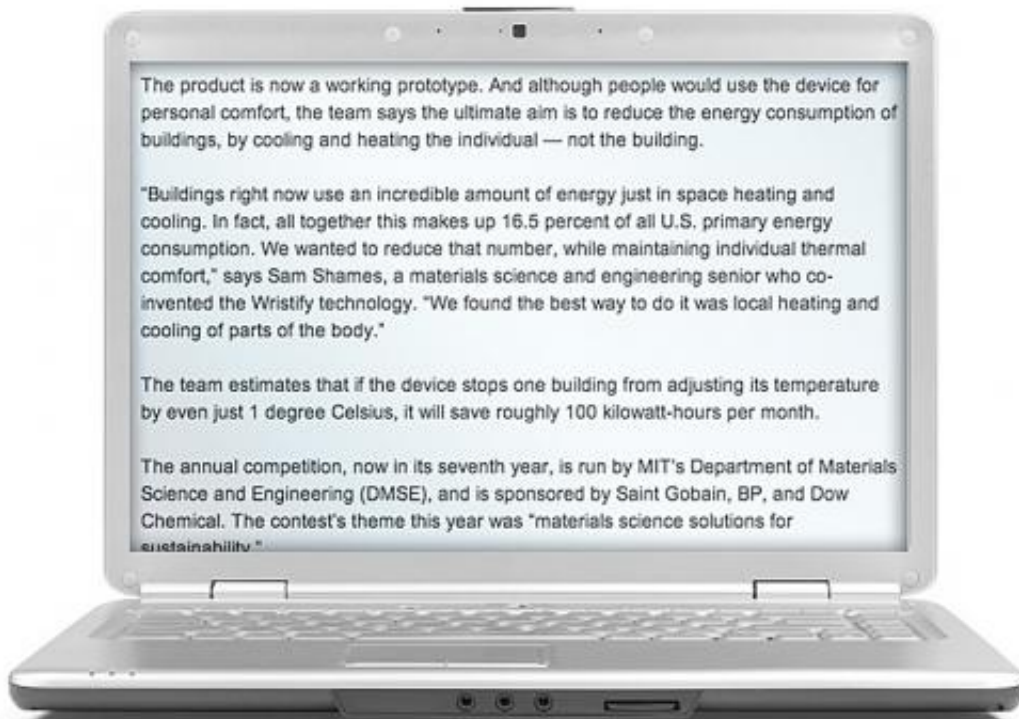 The product is now a working prototype. And although people would use the device for
personal comfort, the team says the ultimate aim is to reduce the energy consumption of
buildings, by cooling and heating the individual — not the building.
"Buildings right now use an incredible amount of energy just in space heating and
cooling. In fact, all together this makes up 16.5 percent of all U.S. primary energy
consumption. We wanted to reduce that number, while maintaining individual thermal
comfort," says Sam Shames, a materials science and engineering senior who co-
invented the Wristify technology. "We found the best way to do it was local heating and
cooling of parts of the body."
The team estimates that if the device stops one building from adjusting its temperature
by even just 1 degree Celsius, it will save roughly 100 kilowatt-hours per month.
The annual competition, now in its seventh year, is run by MIT's Department of Materials
Science and Engineering (DMSE), and is sponsored by Saint Gobain, BP, and Dow
Chemical. The contest's theme this year was "materials science solutions for
sustainability."